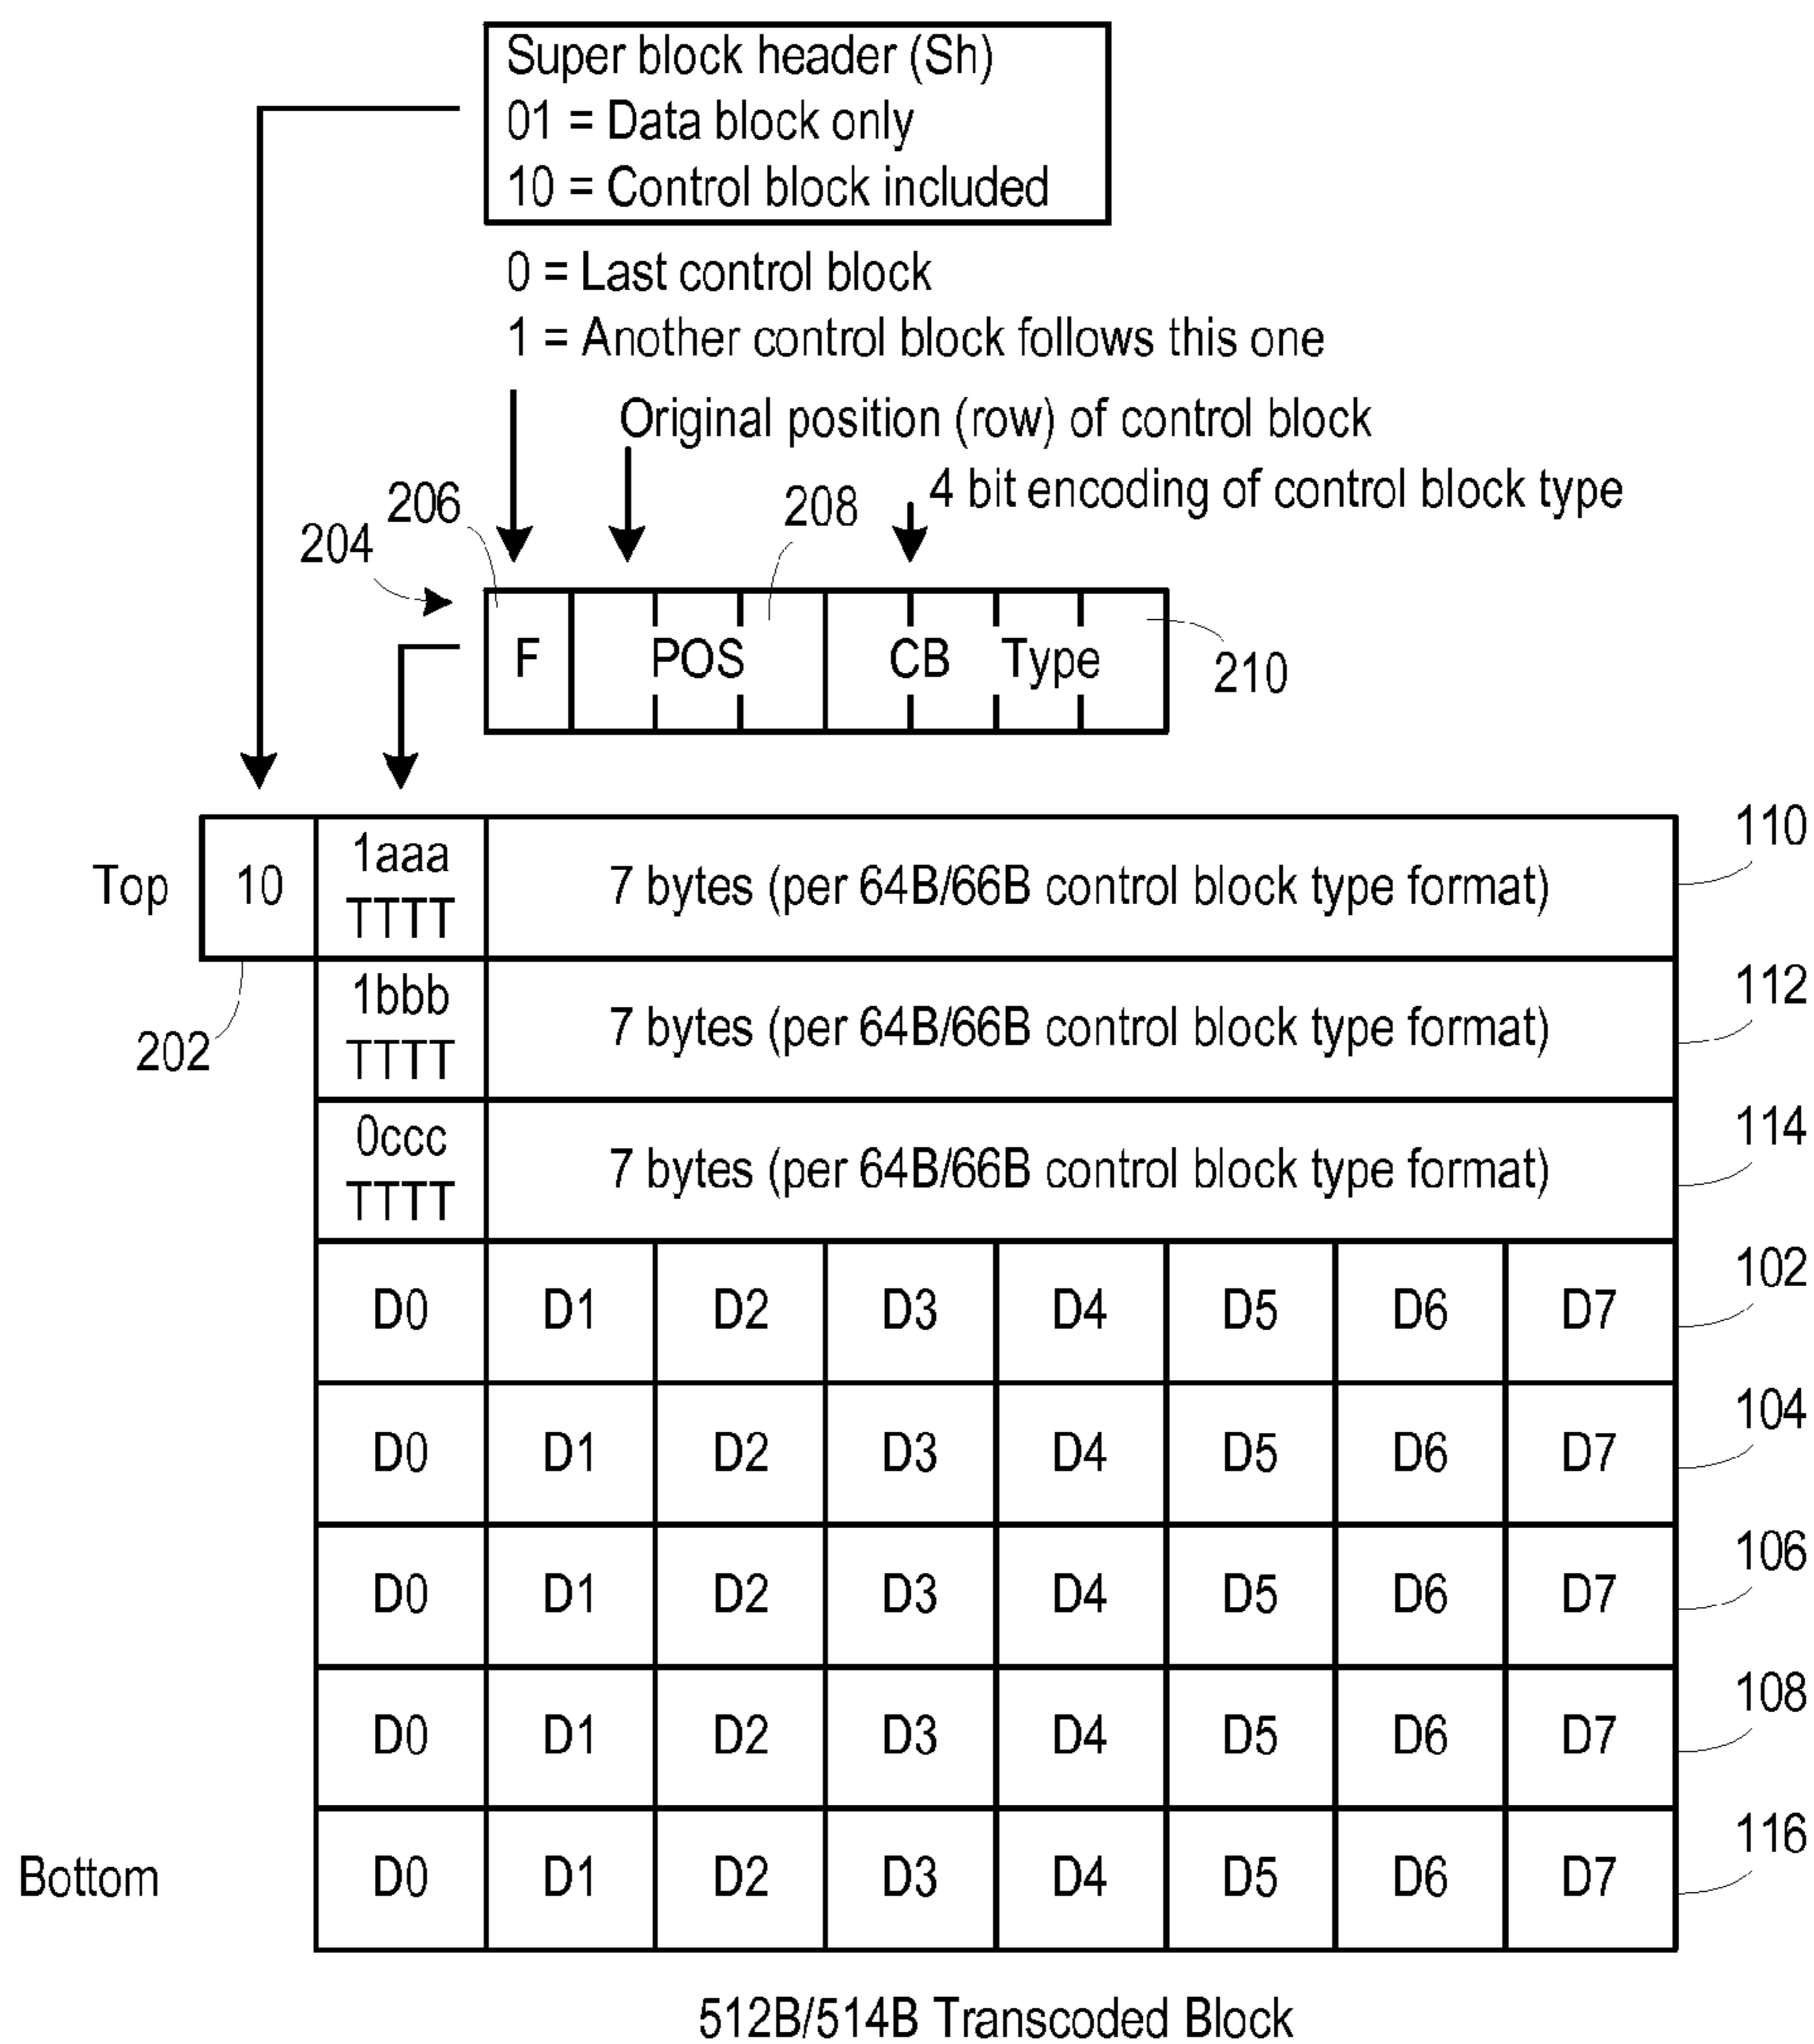 Super block header (Sh)
01 = Data block only
10 = Control block included
0 = Last control block
1 = Another control block follows this one
Original position (row) of control block
4 bit encoding of control block type
206
208
204
F POS CB Type
210
110
Top 10 1aaa TTTT 7 bytes (per 64B/66B control block type format)
112
202
1bbb TTTT 7 bytes (per 64B/66B control block type format)
114
0ccc TTTT 7 bytes (per 64B/66B control block type format)
102
D0 D1 D2 D3 D4 D5 D6 D7
104
D0 D1 D2 D3 D4 D5 D6 D7
106
D0 D1 D2 D3 D4 D5 D6 D7
108
D0 D1 D2 D3 D4 D5 D6 D7
116
Bottom D0 D1 D2 D3 D4 D5 D6 D7
512B/514B Transcoded Block